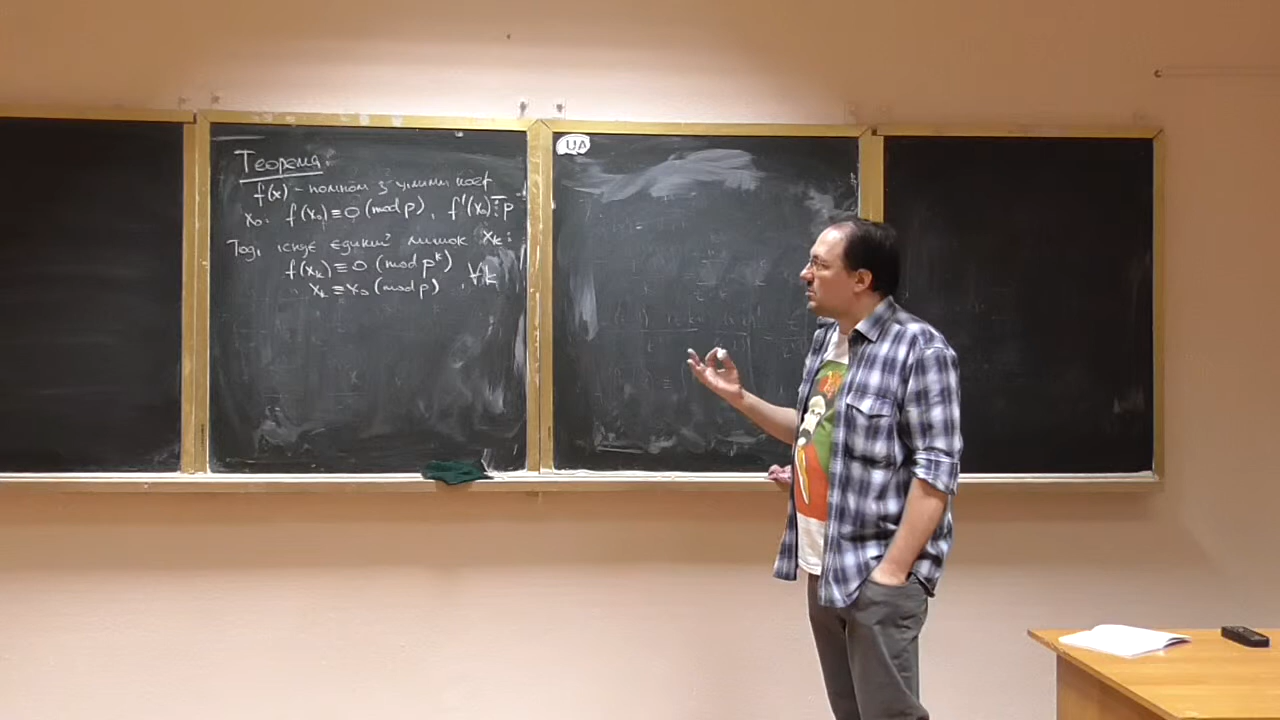 Теорема:
f(x) - поліном з цілими коеф
x₀: f(x₀) ≡ 0 (mod p), f'(x₀) ⋮̅ p
Тоді існує єдиний лишок xₖ:
f(xₖ) ≡ 0 (mod pᵏ)
xₖ ≡ x₀ (mod p), ∀k
UA